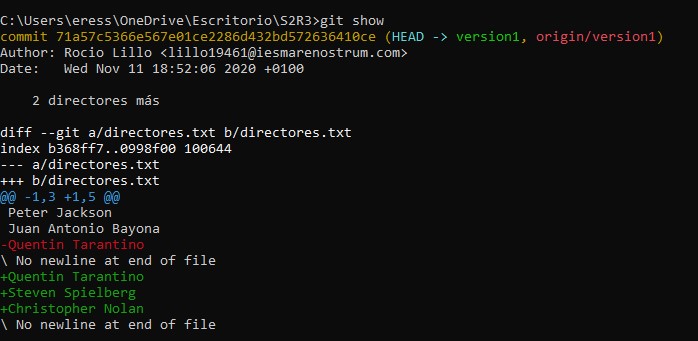 C:\Users\eress\OneDrive\Escritorio\S2R3>git show
commit 71a57c5366e567e01ce2286d432bd572636410ce (HEAD -> version1, origin/version1)
Author: Rocio Lillo <lillo19461@iesmarenostrum.com>
Date:   Wed Nov 11 18:52:06 2020 +0100

    2 directores más

diff --git a/directores.txt b/directores.txt
index b368ff7..0998f00 100644
--- a/directores.txt
+++ b/directores.txt
@@ -1,3 +1,5 @@
 Peter Jackson
 Juan Antonio Bayona
-Quentin Tarantino
\ No newline at end of file
+Quentin Tarantino
+Steven Spielberg
+Christopher Nolan
\ No newline at end of file